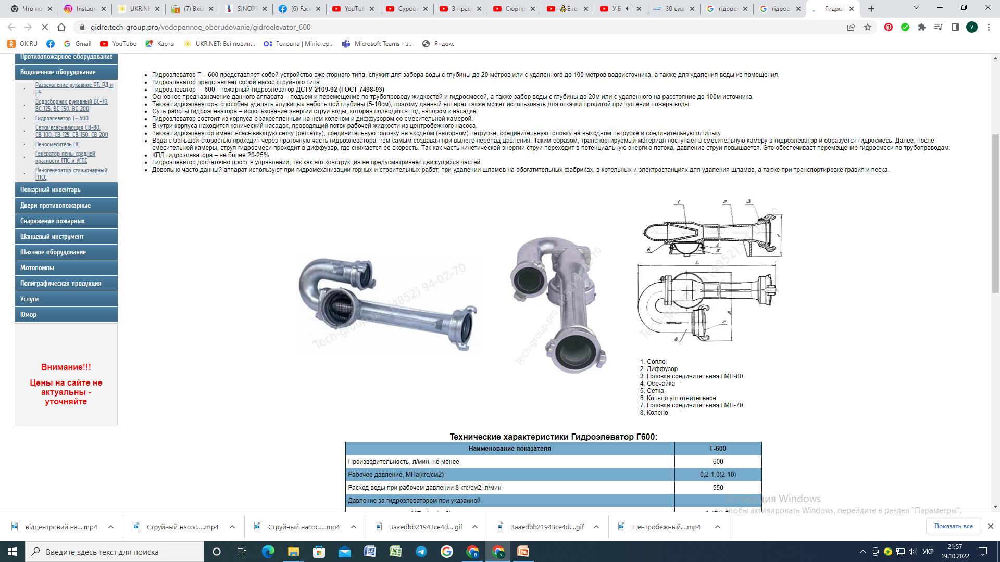 Что но
Instagr
UKR.NE
(7) Вхід
SINOPT
(6) Face
YouTub
Сурови
3 прав
Сюрпр
Енер
У Б
30 вид
гідроел
гідроел
Гидроэ
gidro.tech-group.pro/vodopennoe_oborudovanie/gidroelevator_600
OK.RU
Gmail
YouTube
Карты
UKR.NET: Всі новин...
Головна | Міністер...
Microsoft Teams - з...
Яндекс
Противопожарное оборудование
Водопенное оборудование
Разветвление рукавное РТ, РД и
РЧ
Водосборник рукавный ВС-70,
ВС-125, ВС-150, ВС-200
Гидроэлеватор Г- 600
Сетка всасывающая СВ-80,
СВ-100, СВ-125, СВ-150, СВ-200
Пеносмеситель ПС
Генератор пены средней
кратности ГПС и УГПС
Пеногенератор стационарный
ГПСС
Пожарный инвентарь
Двери противопожарные
Снаряжение пожарных
Шанцевый инструмент
Шахтное оборудование
Мотопомпы
Полиграфическая продукция
Услуги
Юмор
Внимание!!!
Цены на сайте не
актуальны -
уточняйте
Гидроэлеватор Г – 600 представляет собой устройство эжекторного типа, служит для забора воды с глубины до 20 метров или с удаленного до 100 метров водоисточника, а также для удаления воды из помещения.
Гидроэлеватор представляет собой насос струйного типа.
Гидроэлеватор Г–600 - пожарный гидроэлеватор ДСТУ 2109-92 (ГОСТ 7498-93)
Основное предназначение данного аппарата – подъем и перемещение по трубопроводу жидкостей и гидросмесей, а также забор воды с глубины до 20м или с удаленного на расстояние до 100м источника.
Также гидроэлеваторы способны удалять «лужицы» небольшой глубины (5-10см), поэтому данный аппарат также может использовать для откачки пролитой при тушении пожара воды.
Суть работы гидроэлеватора – использование энергии струи воды, которая подводится под напором к насадке.
Гидроэлеватор состоит из корпуса с закрепленным на нем коленом и диффузором со смесительной камерой.
Внутри корпуса находится конический насадок, проводящий поток рабочей жидкости из центробежного насоса.
Также гидроэлеватор имеет всасывающую сетку (решетку), соединительную головку на входном (напорном) патрубке, соединительную головку на выходном патрубке и соединительную шпильку.
Вода с большой скоростью проходит через проточную часть гидроэлеватора, тем самым создавая при вылете перепад давления. Таким образом, транспортируемый материал поступает в смесительную камеру в гидроэлеватор и образуется гидросмесь. Далее, после
смесительной камеры, струя гидросмеси проходит в диффузор, где снижается ее скорость. Так как часть кинетической энергии струи переходит в потенциальную энергию потока, давление струи повышается. Это обеспечивает перемещение гидросмеси по трубопроводам.
КПД гидроэлеватора – не более 20-25%.
Гидроэлеватор достаточно прост в управлении, так как его конструкция не предусматривает движущихся частей.
Довольно часто данный аппарат используют при гидромеханизации горных и строительных работ, при удалении шламов на обогатительных фабриках, в котельных и электростанциях для удаления шламов, а также при транспортировке гравия и песка.
Tech-group.pro (4852) 94-02-70
Tech-group.pro (4852) 94-02-70
Tech-group.pro (4852) 94-02-70
1 2 3
4
5
6
H
L
7
8
1. Сопло
2. Диффузор
3. Головка соединительная ГМН-80
4. Обечайка
5. Сетка
6. Кольцо уплотнительное
7. Головка соединительная ГМН-70
8. Колено
Технические характеристики Гидроэлеватор Г600:
Наименование показателя Г-600
Производительность, л/мин, не менее 600
Рабочее давление, МПа(кгс/см2) 0,2-1,0(2-10)
Расход воды при рабочем давлении 8 кгс/см2, л/мин 550
Давление за гидроэлеватором при указанной
Активация Windows
Чтобы активировать Windows, перейдите в раздел "Параметры".
відцентровий на....mp4
Струйный насос.....mp4
Струйный насос.....mp4
3aaedbb21943ce4d....gif
3aaedbb21943ce4d....gif
Центробежный....mp4
Показать все
Введите здесь текст для поиска
УКР
21:57
19.10.2022